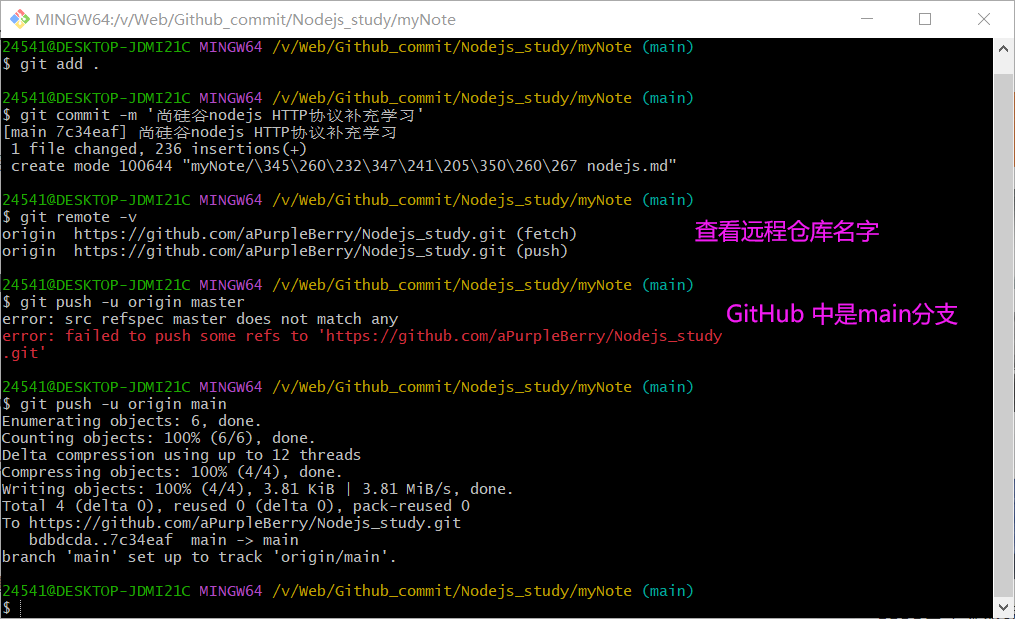 MINGW64:/v/Web/Github_commit/Nodejs_study/myNote
24541@DESKTOP-JDMI21C MINGW64 /v/Web/Github_commit/Nodejs_study/myNote (main)
$ git add .
24541@DESKTOP-JDMI21C MINGW64 /v/Web/Github_commit/Nodejs_study/myNote (main)
$ git commit -m '尚硅谷nodejs HTTP协议补充学习'
[main 7c34eaf] 尚硅谷nodejs HTTP协议补充学习
1 file changed, 236 insertions(+)
create mode 100644 "myNote/\345\260\232\347\241\205\350\260\267 nodejs.md"
24541@DESKTOP-JDMI21C MINGW64 /v/Web/Github_commit/Nodejs_study/myNote (main)
$ git remote -v
origin  https://github.com/aPurpleBerry/Nodejs_study.git (fetch)
origin  https://github.com/aPurpleBerry/Nodejs_study.git (push)
查看远程仓库名字
24541@DESKTOP-JDMI21C MINGW64 /v/Web/Github_commit/Nodejs_study/myNote (main)
$ git push -u origin master
error: src refspec master does not match any
error: failed to push some refs to 'https://github.com/aPurpleBerry/Nodejs_study
.git'
GitHub 中是main分支
24541@DESKTOP-JDMI21C MINGW64 /v/Web/Github_commit/Nodejs_study/myNote (main)
$ git push -u origin main
Enumerating objects: 6, done.
Counting objects: 100% (6/6), done.
Delta compression using up to 12 threads
Compressing objects: 100% (4/4), done.
Writing objects: 100% (4/4), 3.81 KiB | 3.81 MiB/s, done.
Total 4 (delta 0), reused 0 (delta 0), pack-reused 0
To https://github.com/aPurpleBerry/Nodejs_study.git
bdbdcda..7c34eaf  main -> main
branch 'main' set up to track 'origin/main'.
24541@DESKTOP-JDMI21C MINGW64 /v/Web/Github_commit/Nodejs_study/myNote (main)
$